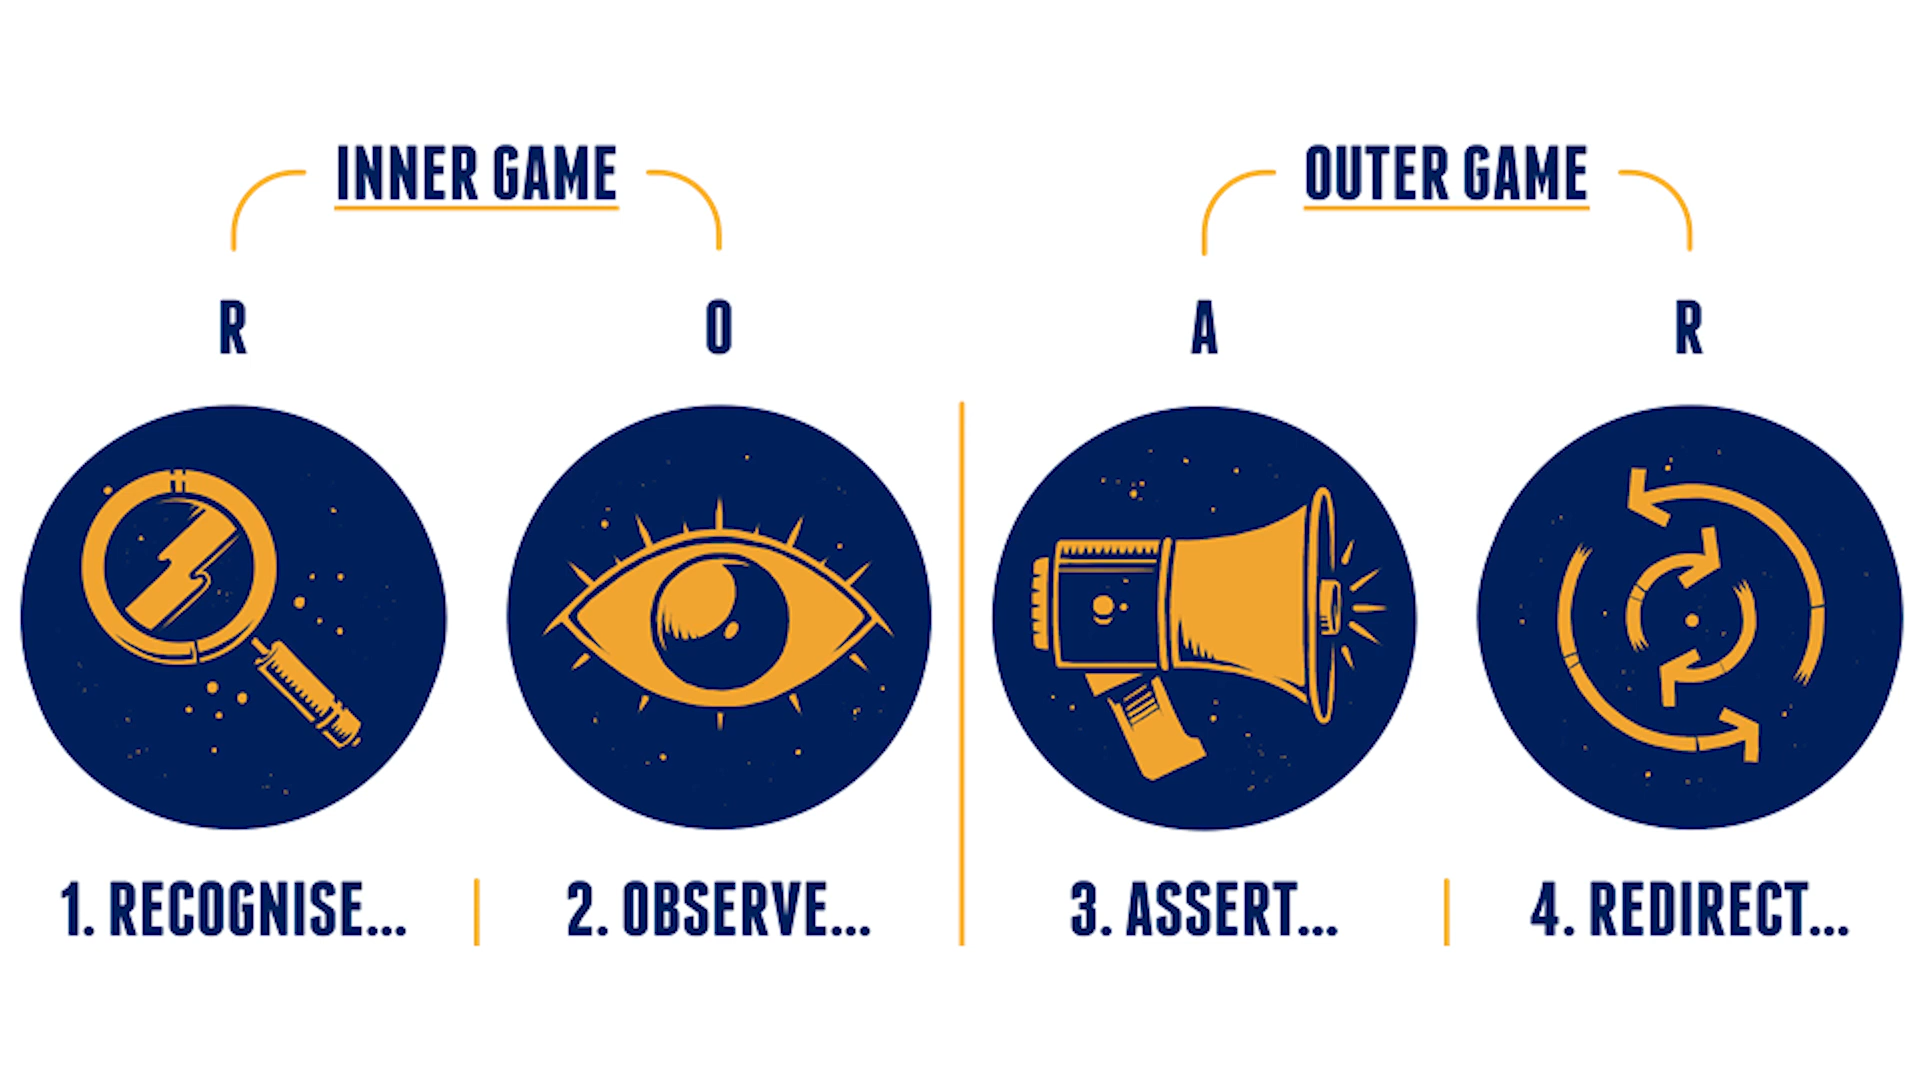 INNER GAME
OUTER GAME
R
O
A
R
1. RECOGNISE...
2. OBSERVE...
3. ASSERT...
4. REDIRECT...